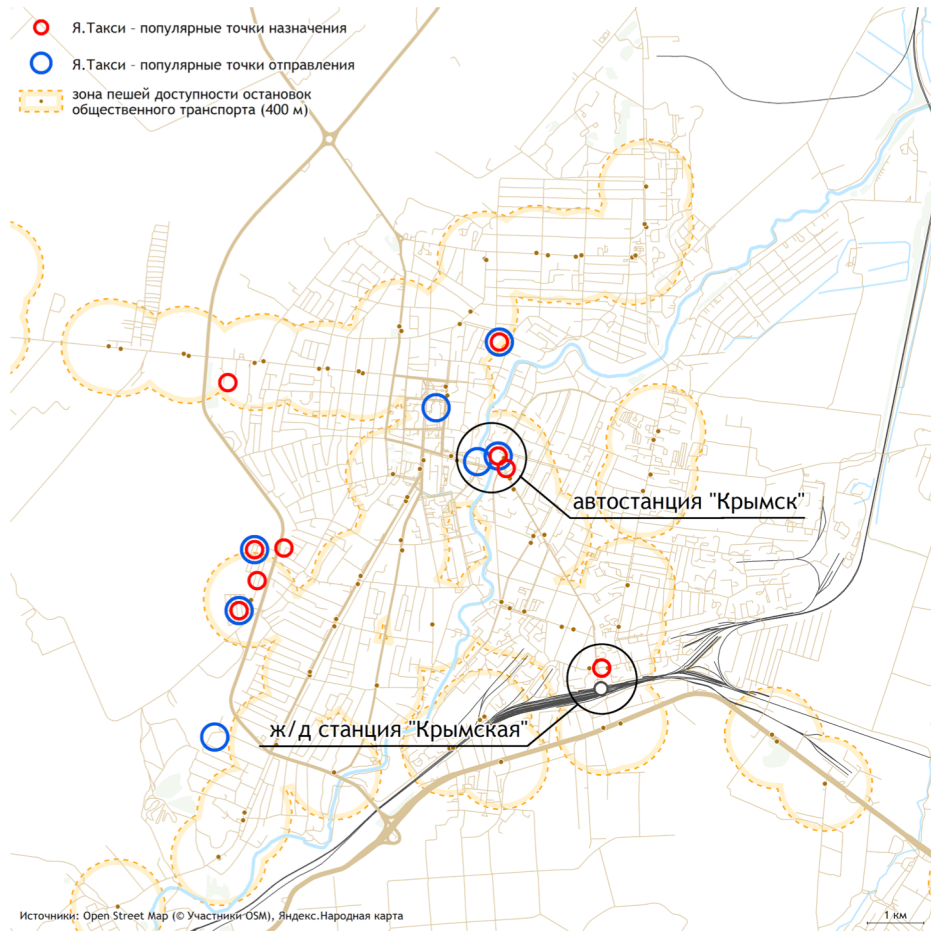 Я.Такси - популярные точки назначения
Я.Такси - популярные точки отправления
зона пешей доступности остановок
общественного транспорта (400 м)
автостанция "Крымск"
ж/д станция "Крымская"
Источники: Open Street Map (© Участники OSM), Яндекс.Народная карта
1 км